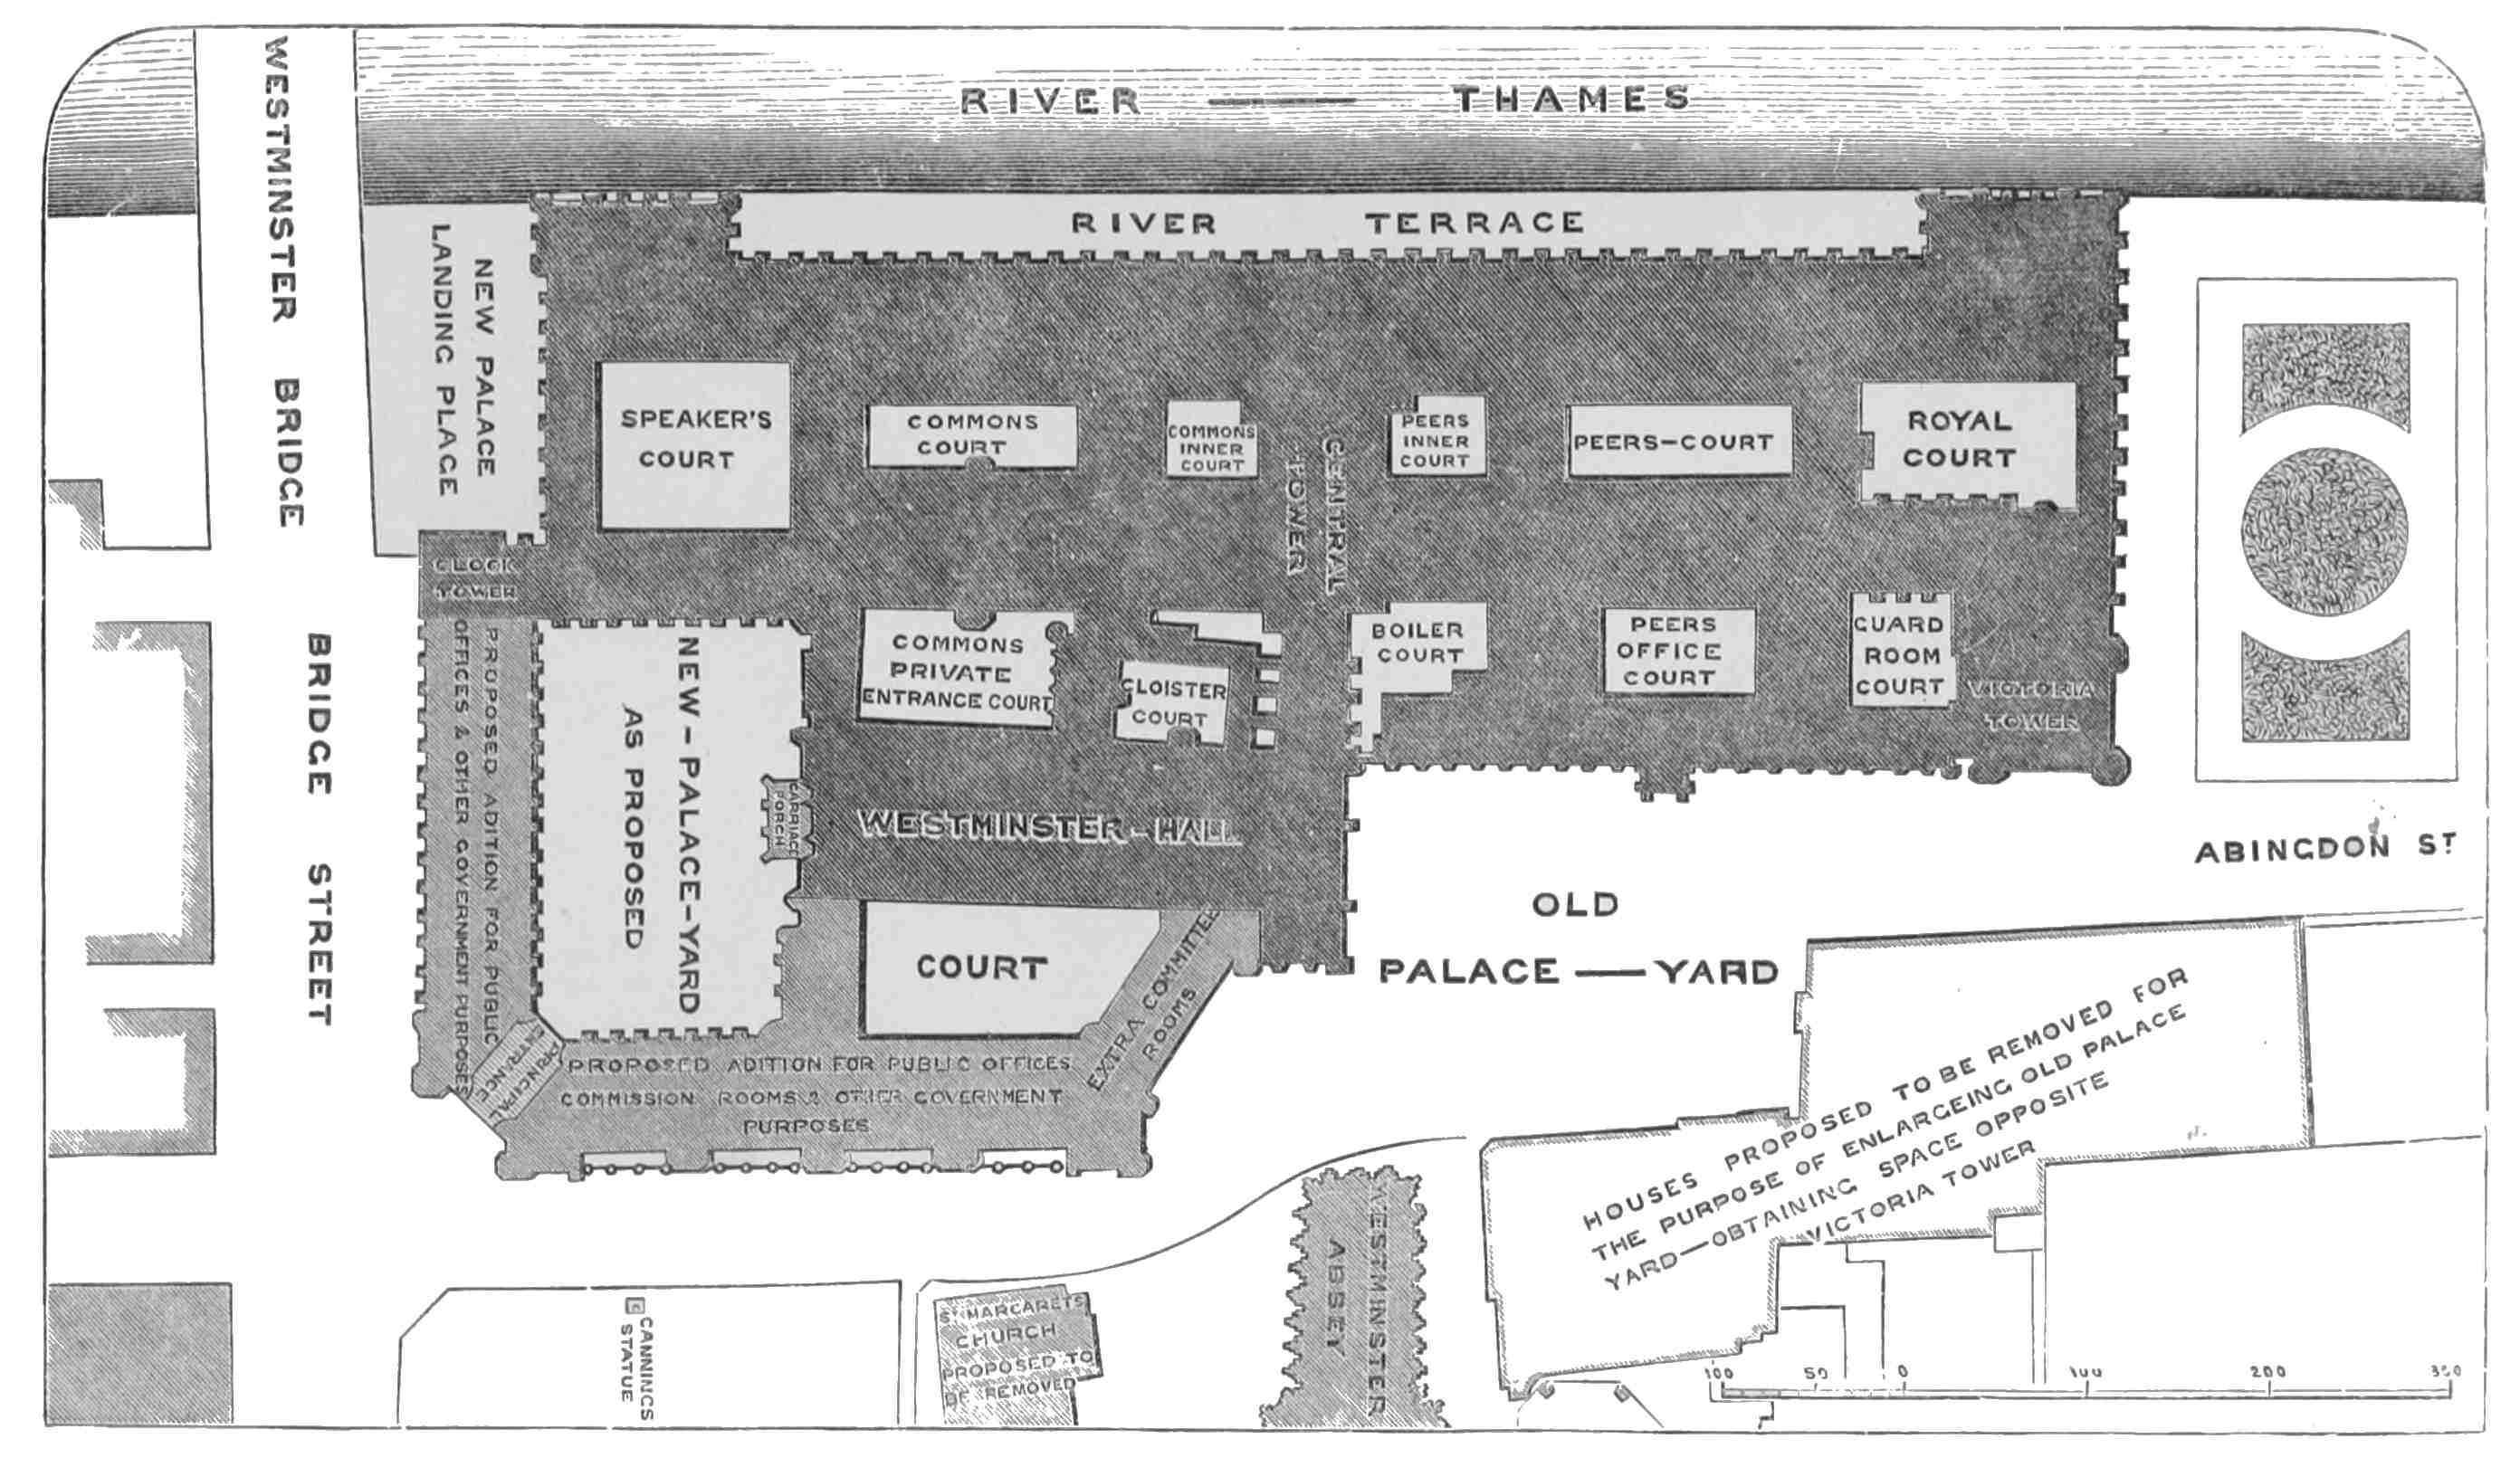 RIVER — THAMES
WESTMINSTER BRIDGE
RIVER TERRACE
NEW PALACE
LANDING PLACE
SPEAKER'S
COURT
COMMONS
COURT
COMMONS
INNER
COURT
CENTRAL
TOWER
PEERS
INNER
COURT
PEERS-COURT
ROYAL
COURT
CLOCK
TOWER
COMMONS
PRIVATE
ENTRANCE COURT
CLOISTER
COURT
BOILER
COURT
PEERS
OFFICE
COURT
GUARD
ROOM
COURT
VICTORIA
TOWER
BRIDGE STREET
PROPOSED ADITION FOR PUBLIC
OFFICES & OTHER GOVERNMENT PURPOSES
NEW-PALACE-YARD
AS PROPOSED
CARRIAGE
PORCH
WESTMINSTER-HALL
ABINGDON ST
OLD
PALACE — YARD
COURT
EXTRA COMMITTEE
ROOMS
PRINCIPAL
ENTRANCE
PROPOSED ADITION FOR PUBLIC OFFICES
COMMISSION ROOMS & OTHER GOVERNMENT
PURPOSES
HOUSES PROPOSED TO BE REMOVED FOR
THE PURPOSE OF ENLARGEING OLD PALACE
YARD—OBTAINING SPACE OPPOSITE
VICTORIA TOWER
CANNINGS
STATUE
ST MARGARETS
CHURCH
PROPOSED TO
BE REMOVED
WESTMINSTER
ABBEY
100 50 0 100 200 300